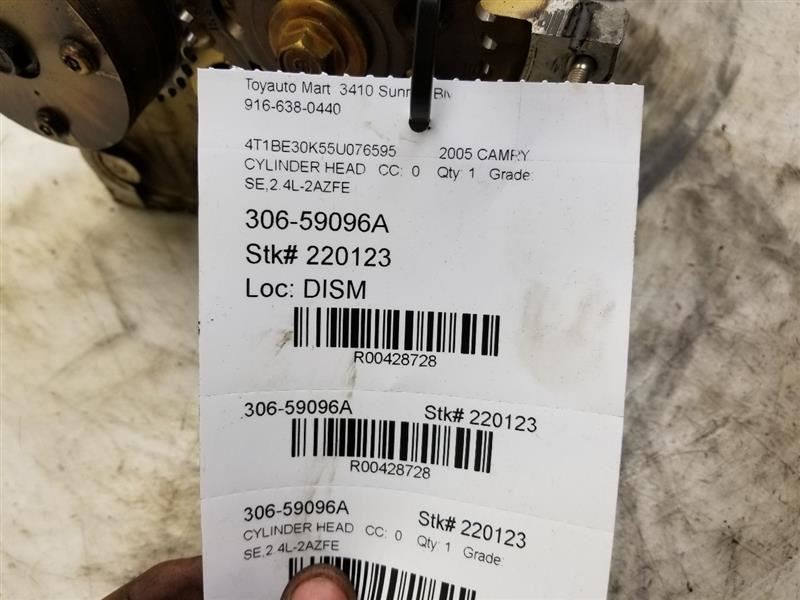 Toyauto Mart 3410
916-638-0440
4T1BE30K55U076595 2005 CAMRY
CYLINDER HEAD CC: 0 Qty: 1 Grade:
SE,2.4L-2AZFE
306-59096A
Stk# 220123
Loc: DISM
R00428728
306-59096A Stk# 220123
R00428728
306-59096A Stk# 220123
CYLINDER HEAD CC: 0 Qty: 1 Grade:
SE,2.4L-2AZFE